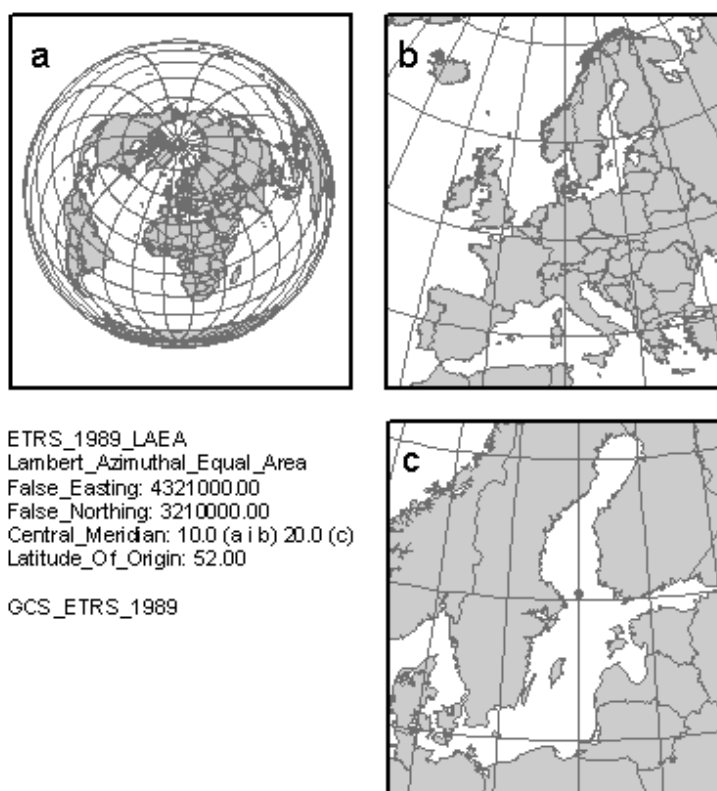 a
b
ETRS_1989_LAEA
Lambert_Azimuthal_Equal_Area
False_Easting: 4321000.00
False_Northing: 3210000.00
Central_Meridian: 10.0 (a i b) 20.0 (c)
Latitude_Of_Origin: 52.00
GCS_ETRS_1989
c